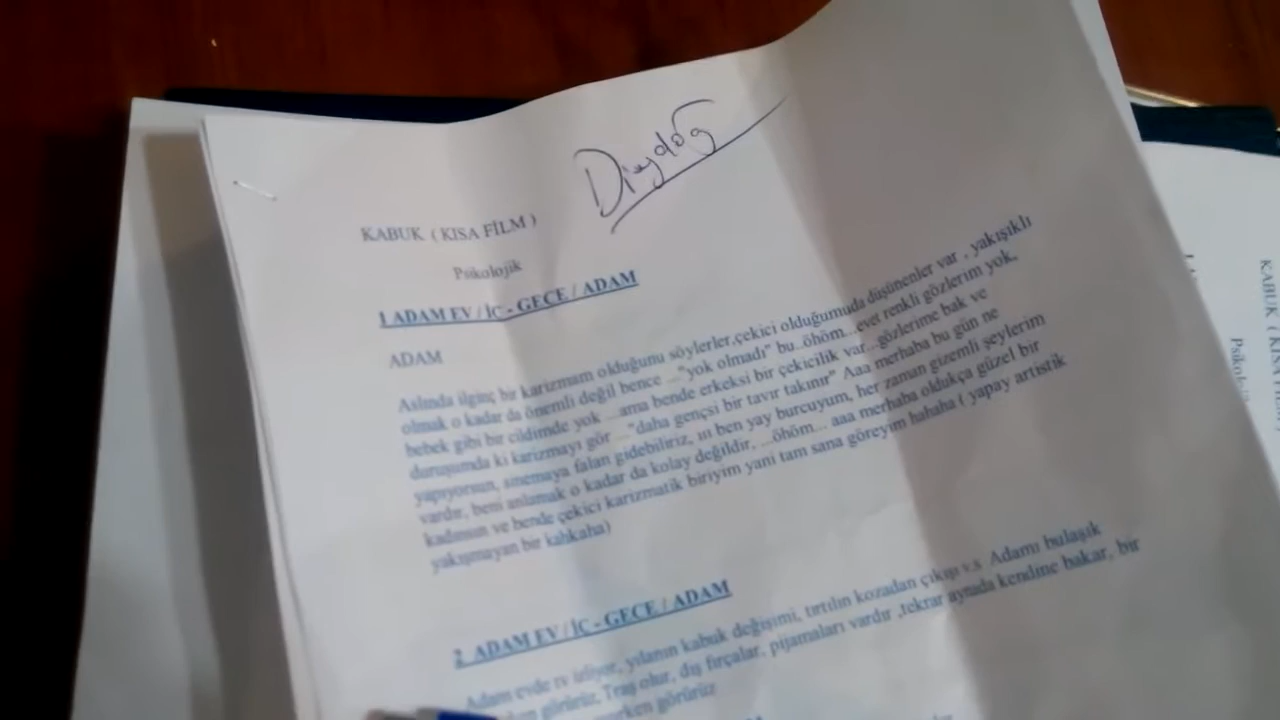 Diyaloğ
KABUK ( KISA FİLM )
Psikolojik
1 ADAM EV / İÇ - GECE / ADAM
ADAM
Aslında ilginç bir karizmam olduğunu söylerler,çekici olduğumuda düşünenler var , yakışıklı
olmak o kadar da önemli değil bence ..."yok olmadı" bu..öhöm...evet renkli gözlerim yok,
bebek gibi bir cildimde yok ...ama bende erkeksi bir çekicilik var...gözlerime bak ve
duruşumda ki karizmayı gör ... "daha gençsi bir tavır takınır" Aaa merhaba bu gün ne
yapıyorsun, sinemaya falan gidebiliriz, ııı ben yay burcuyum, her zaman gizemli şeylerim
vardır, beni anlamak o kadar da kolay değildir, ...öhöm... aaa merhaba oldukça güzel bir
kadınsın ve bende çekici karizmatik biriyim yani tam sana göreyim hahaha ( yapay artistik
yakışmayan bir kahkaha)
2. ADAM EV / İÇ - GECE / ADAM
Adam evde tv izliyor, yılanın kabuk değişimi, tırtılın kozadan çıkışı v.s Adamı bulaşık
görürüz.Traş olur, diş fırçalar, pijamaları vardır ,tekrar aynada kendine bakar, bir
görürüz
KABUK ( KISA